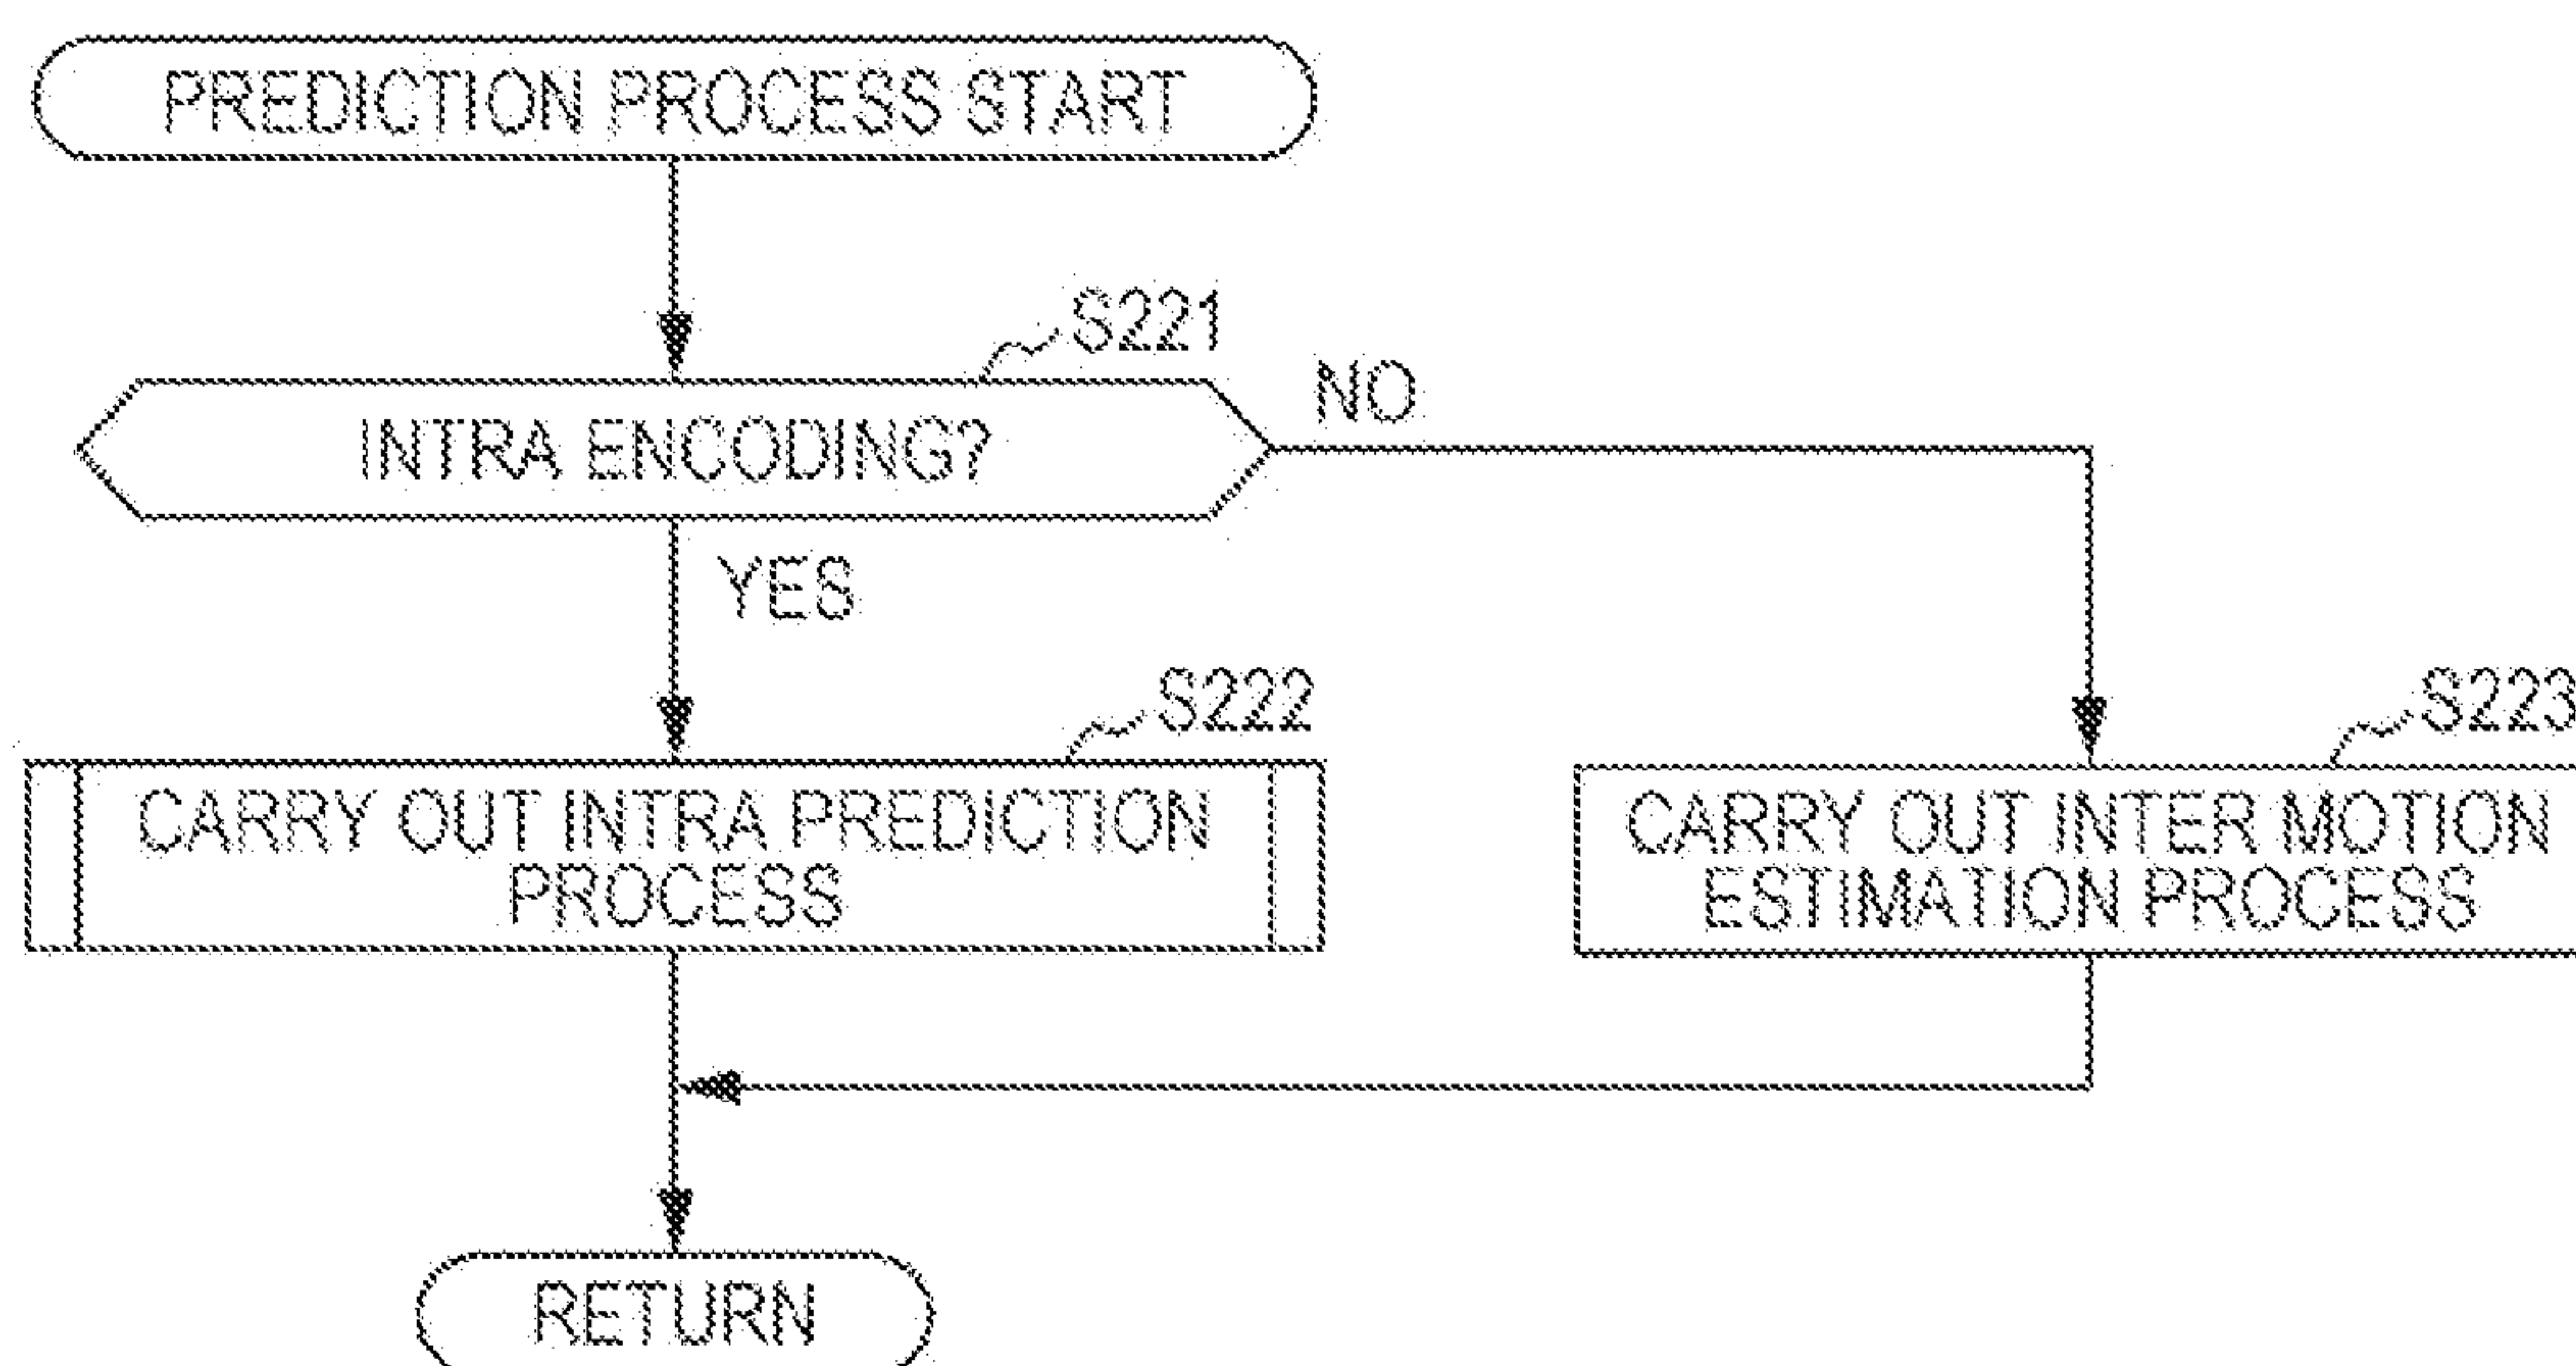 PREDICTION PROCESS START
S221
INTRA ENCODING?
NO
YES
S222
CARRY OUT INTRA PREDICTION
PROCESS
S223
CARRY OUT INTER MOTION
ESTIMATION PROCESS
RETURN